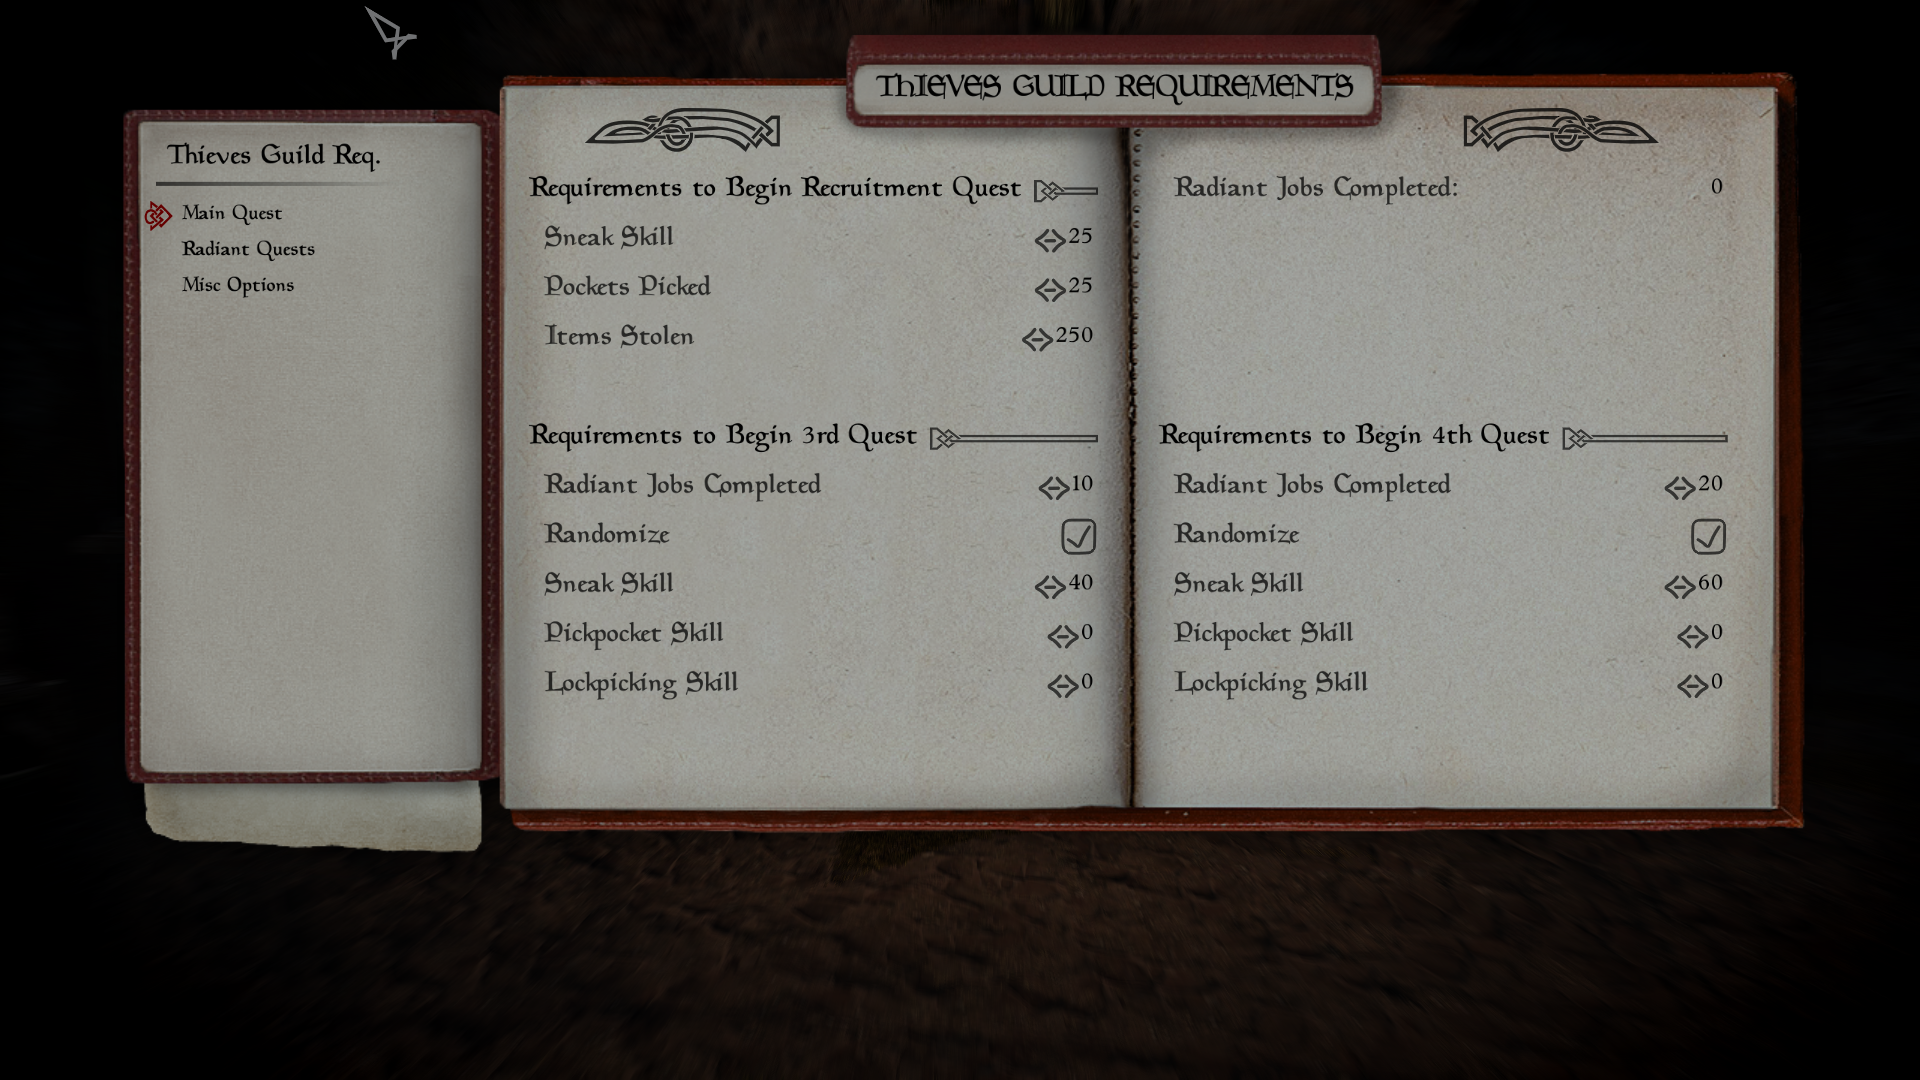 THIEVES GUILD REQUIREMENTS
Thieves Guild Req.
Main Quest
Radiant Quests
Misc Options
Requirements to Begin Recruitment Quest
Sneak Skill 25
Pockets Picked 25
Items Stolen 250
Requirements to Begin 3rd Quest
Radiant Jobs Completed 10
Randomize
Sneak Skill 40
Pickpocket Skill 0
Lockpicking Skill 0
Radiant Jobs Completed: 0
Requirements to Begin 4th Quest
Radiant Jobs Completed 20
Randomize
Sneak Skill 60
Pickpocket Skill 0
Lockpicking Skill 0